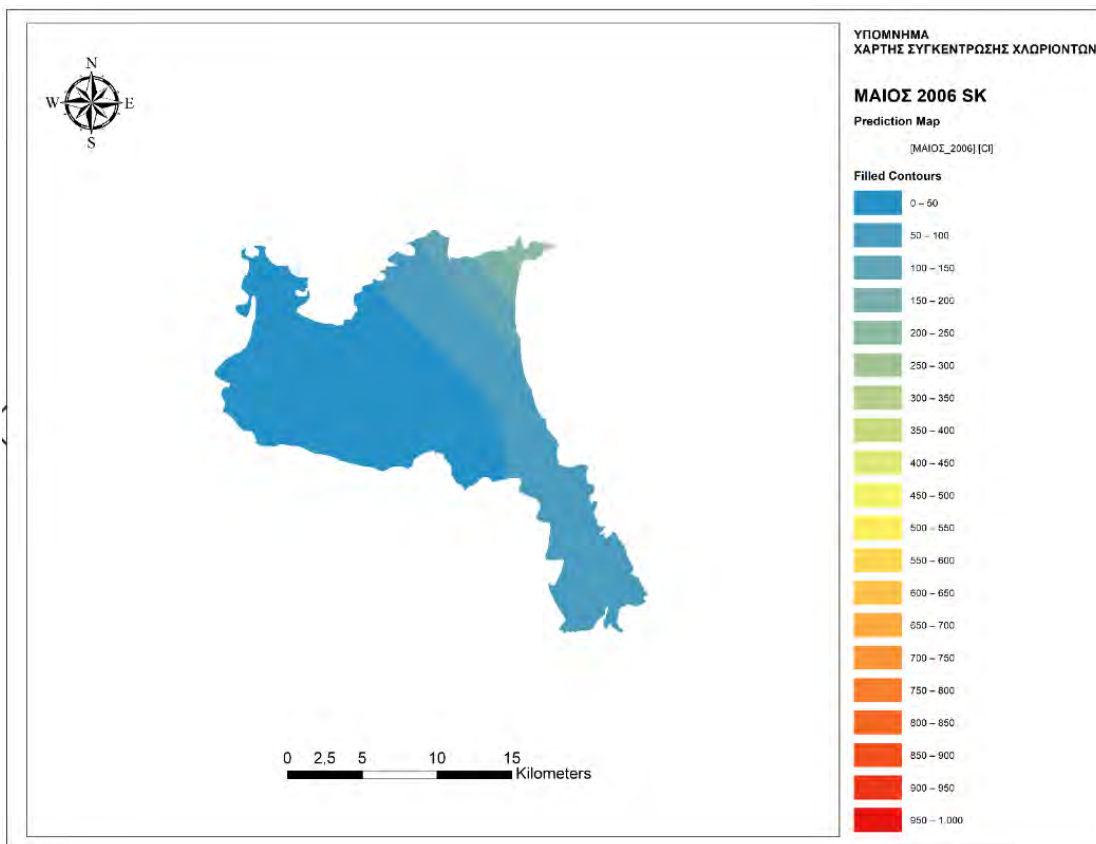 N
W E
S
0 2,5 5 10 15
Kilometers
ΥΠΟΜΝΗΜΑ
ΧΑΡΤΗΣ ΣΥΓΚΕΝΤΡΩΣΗΣ ΧΛΩΡΙΟΝΤΩΝ
ΜΑΙΟΣ 2006 SK
Prediction Map
[ΜΑΙΟΣ_2006].[Cl]
Filled Contours
0 – 50
50 – 100
100 – 150
150 – 200
200 – 250
250 – 300
300 – 350
350 – 400
400 – 450
450 – 500
500 – 550
550 – 600
600 – 650
650 – 700
700 – 750
750 – 800
800 – 850
850 – 900
900 – 950
950 – 1.000